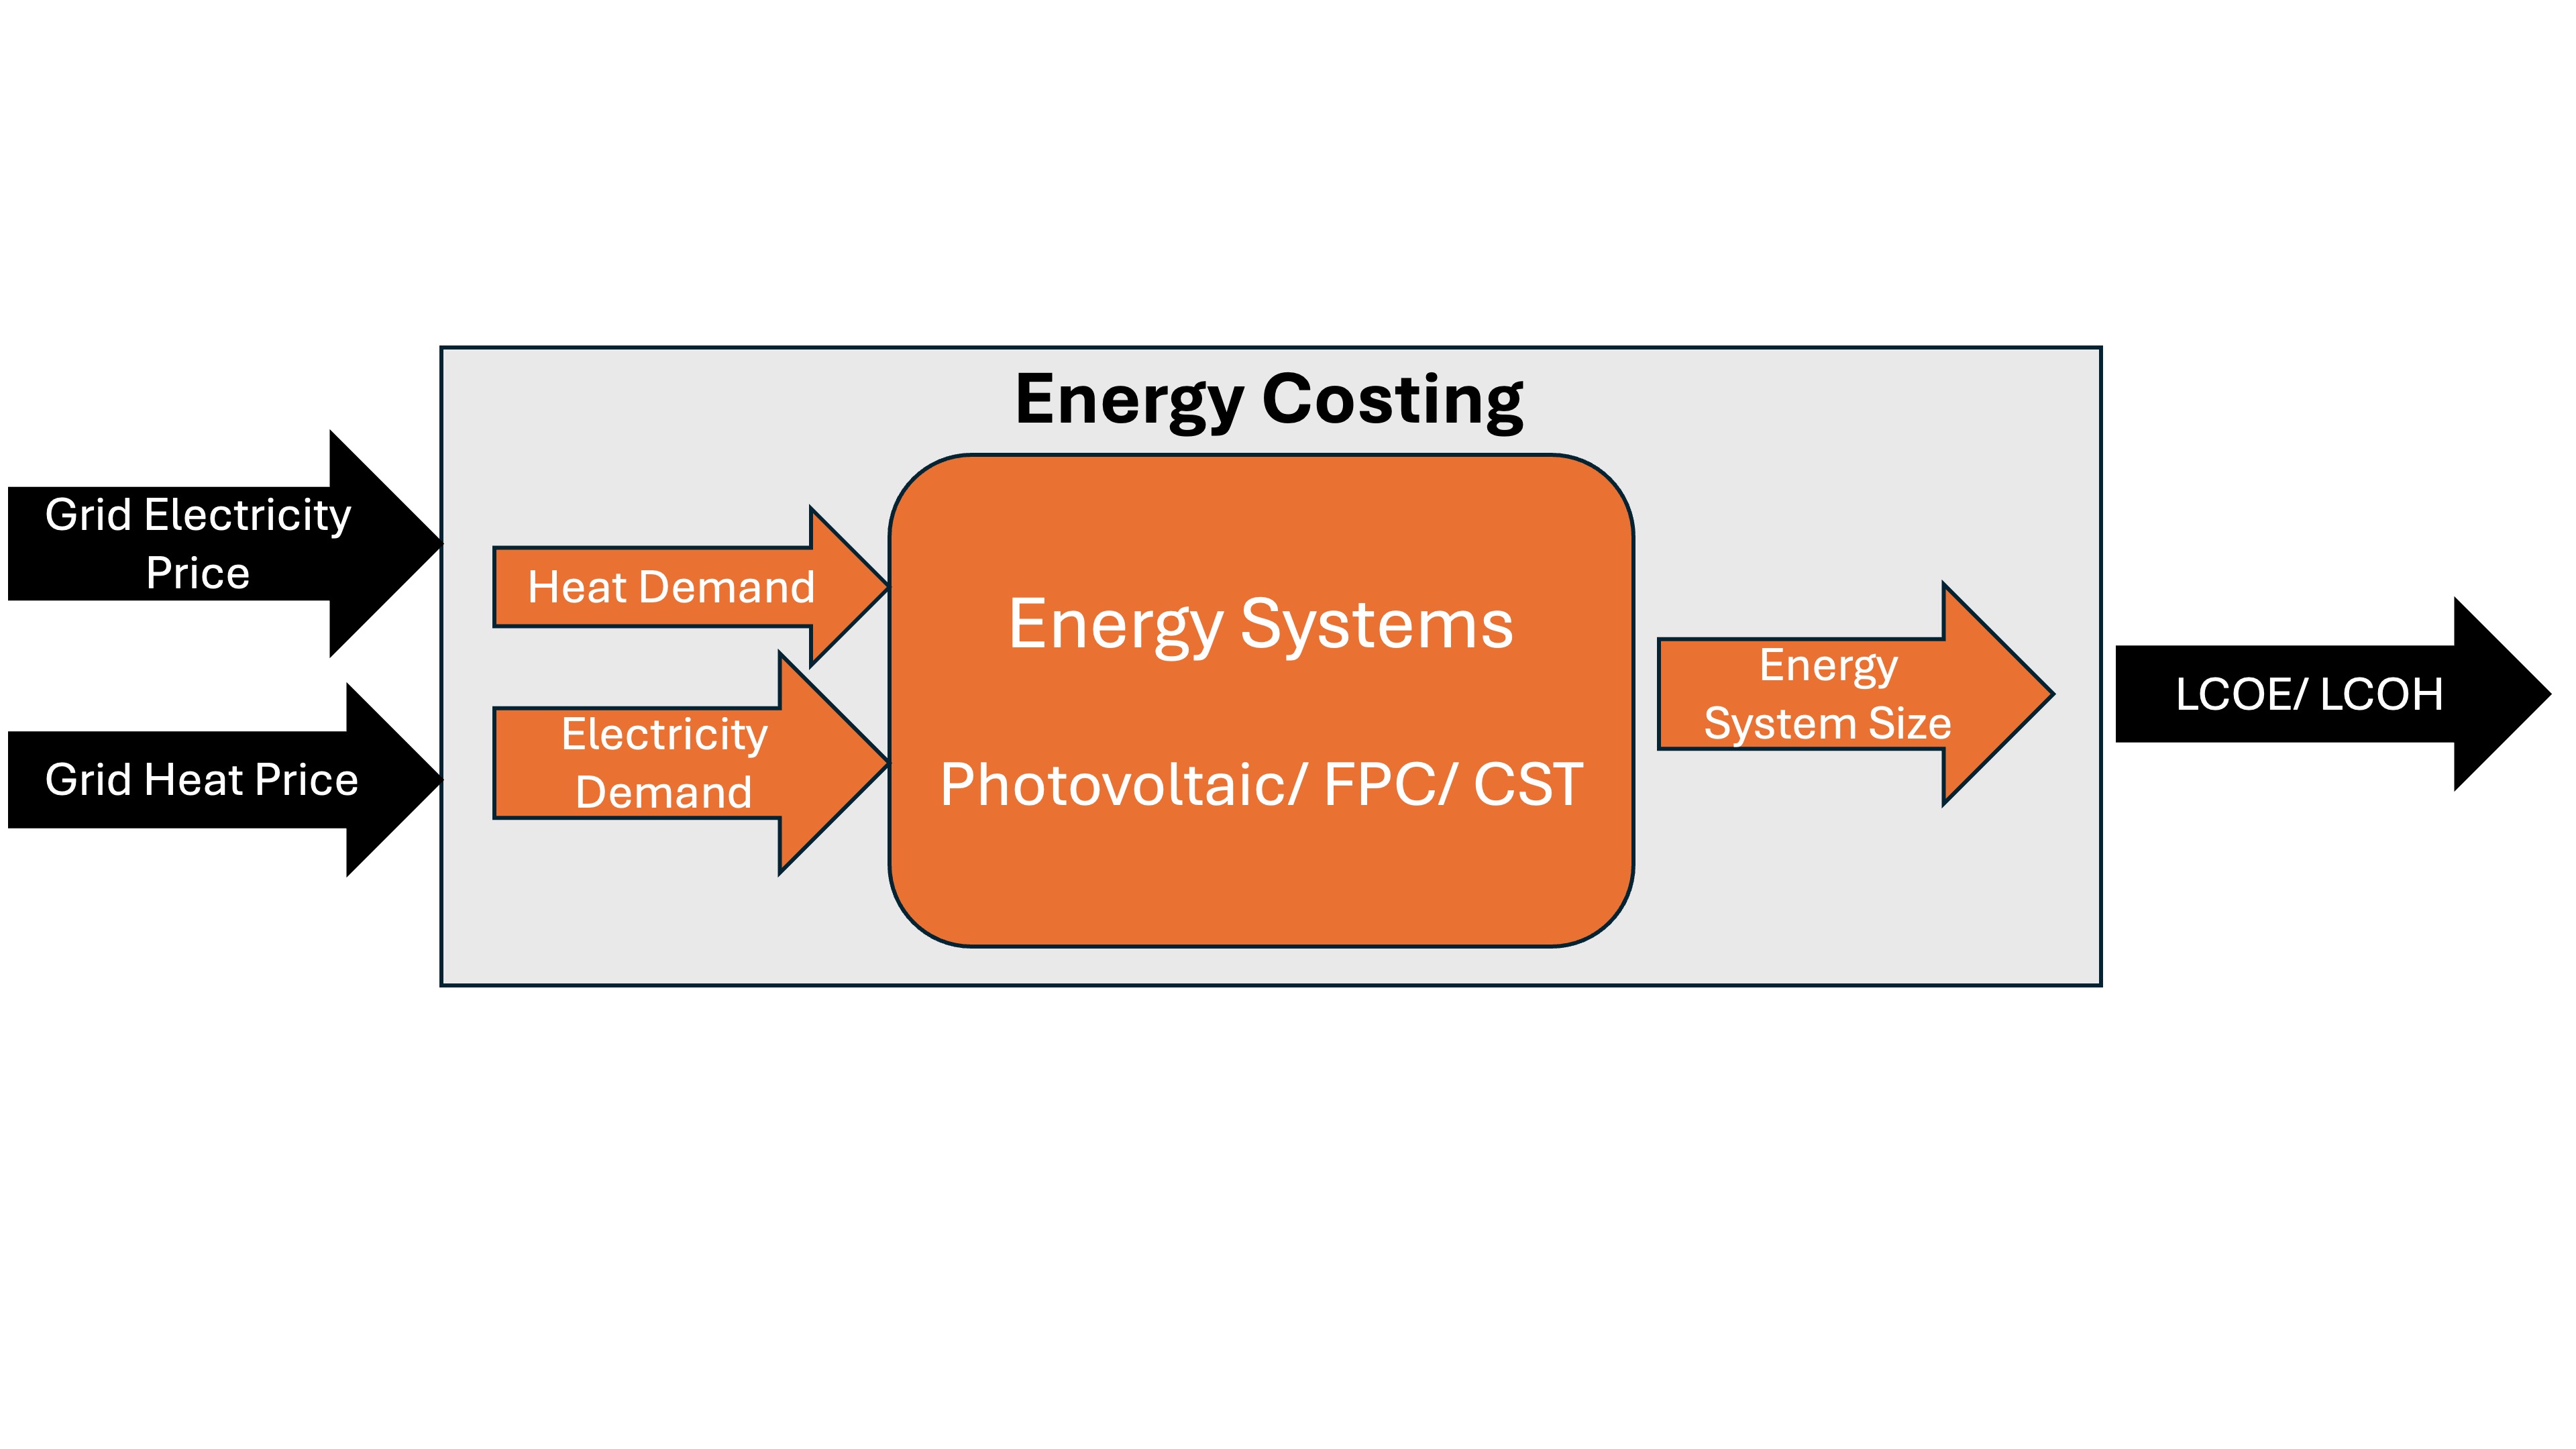 Energy Costing
Grid Electricity
Price
Grid Heat Price
Heat Demand
Electricity
Demand
Energy Systems
Photovoltaic/ FPC/ CST
Energy
System Size
LCOE/ LCOH